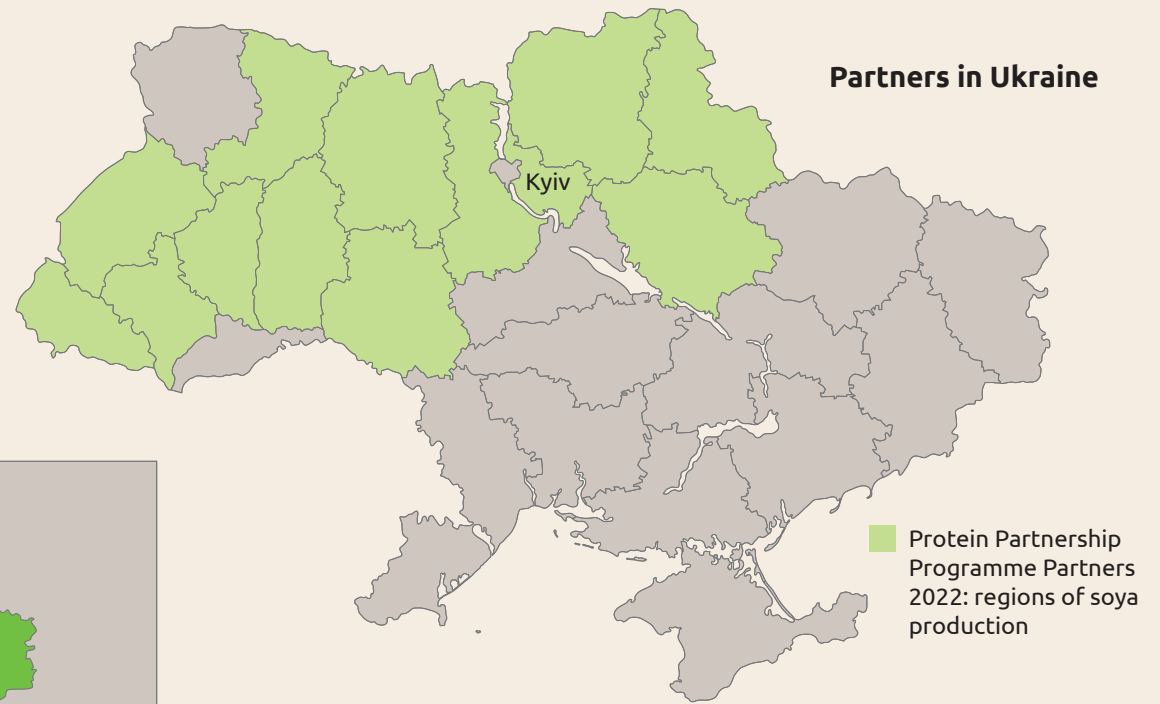 Partners in Ukraine
Kyiv
Protein Partnership
Programme Partners
2022: regions of soya
production